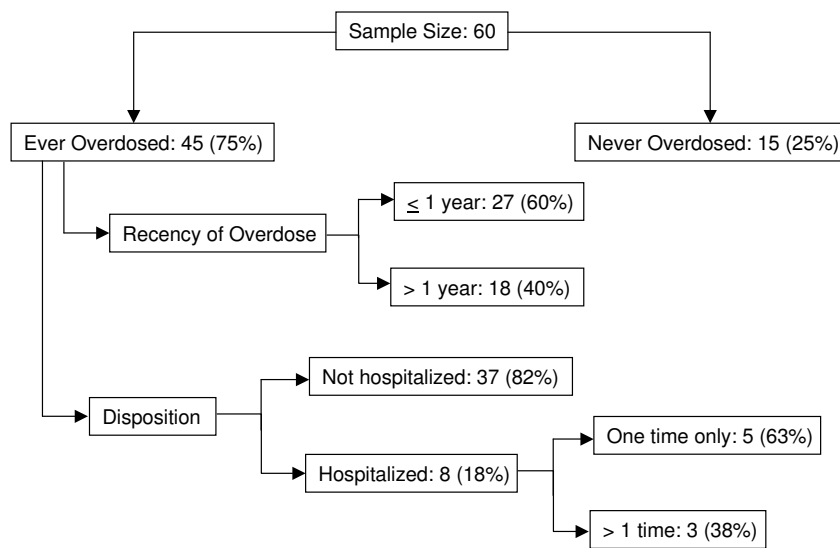 Sample Size: 60
Ever Overdosed: 45 (75%)
Never Overdosed: 15 (25%)
≤ 1 year: 27 (60%)
Recency of Overdose
> 1 year: 18 (40%)
Not hospitalized: 37 (82%)
Disposition
One time only: 5 (63%)
Hospitalized: 8 (18%)
> 1 time: 3 (38%)